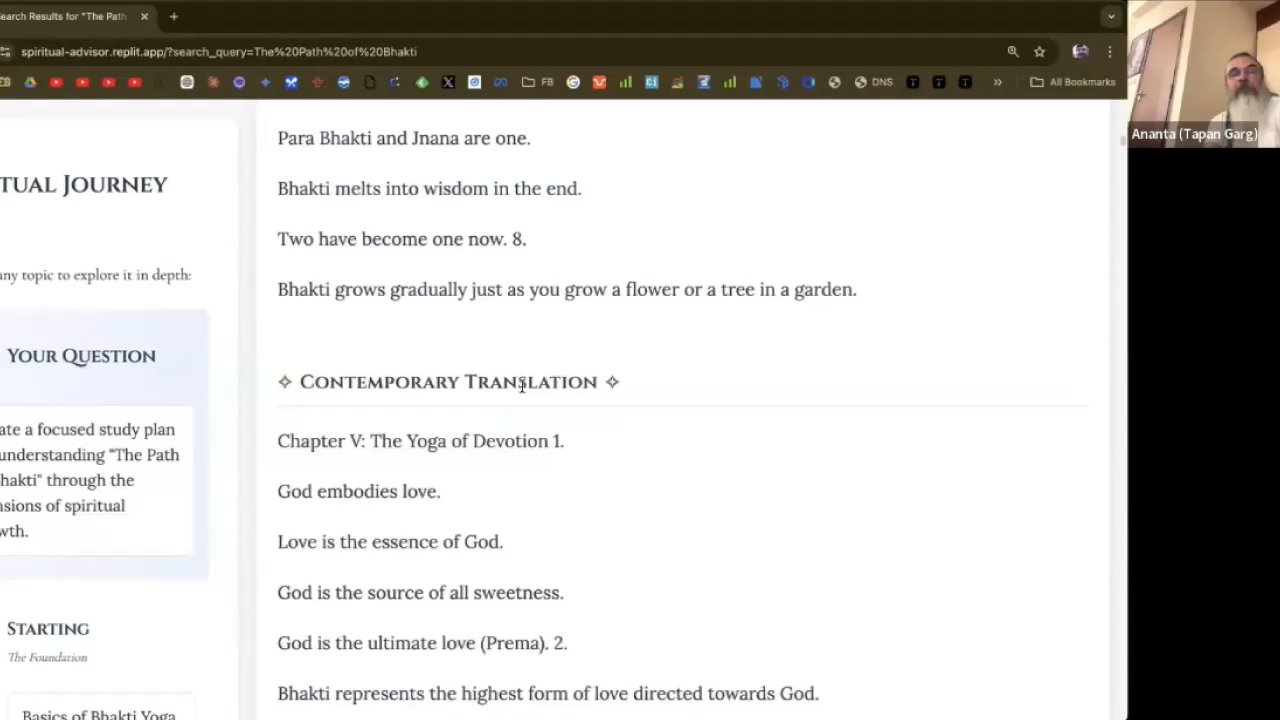 earch Results for "The Path
spiritual-advisor.replit.app/?search_query=The%20Path%20of%20Bhakti
FB
DNS
All Bookmarks
Ananta (Tapan Garg)
TUAL JOURNEY
any topic to explore it in depth:
YOUR QUESTION
ate a focused study plan
understanding "The Path
hakti" through the
nsions of spiritual
wth.
STARTING
The Foundation
Basics of Bhakti Yoga
Para Bhakti and Jnana are one.
Bhakti melts into wisdom in the end.
Two have become one now. 8.
Bhakti grows gradually just as you grow a flower or a tree in a garden.
✧ CONTEMPORARY TRANSLATION ✧
Chapter V: The Yoga of Devotion 1.
God embodies love.
Love is the essence of God.
God is the source of all sweetness.
God is the ultimate love (Prema). 2.
Bhakti represents the highest form of love directed towards God.